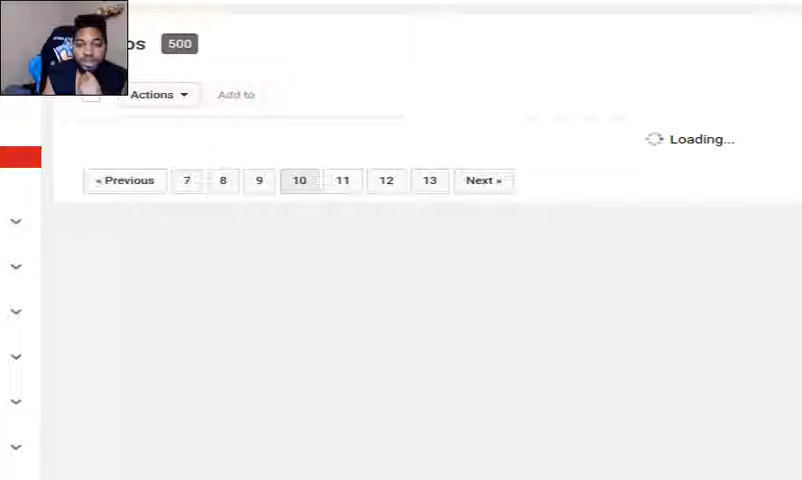 os 500
Actions Add to
Loading...
« Previous 7 8 9 10 11 12 13 Next »